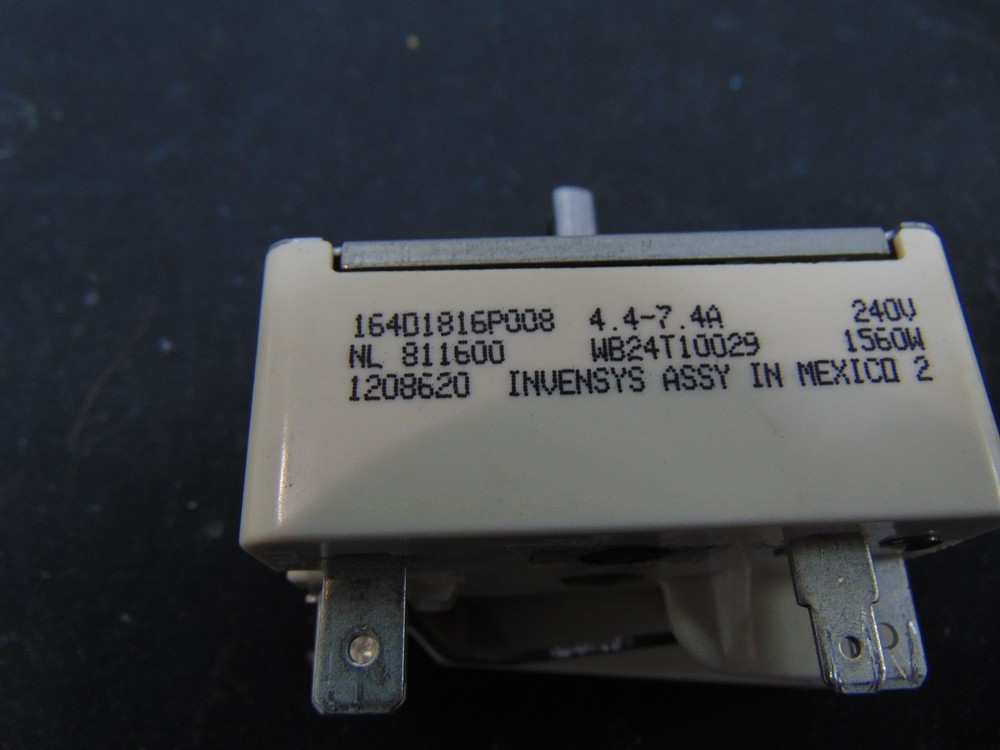 164D1816P008 4.4-7.4A 240V
NL 811600 WB24T10029 1560W
1208620 INVENSYS ASSY IN MEXICO 2